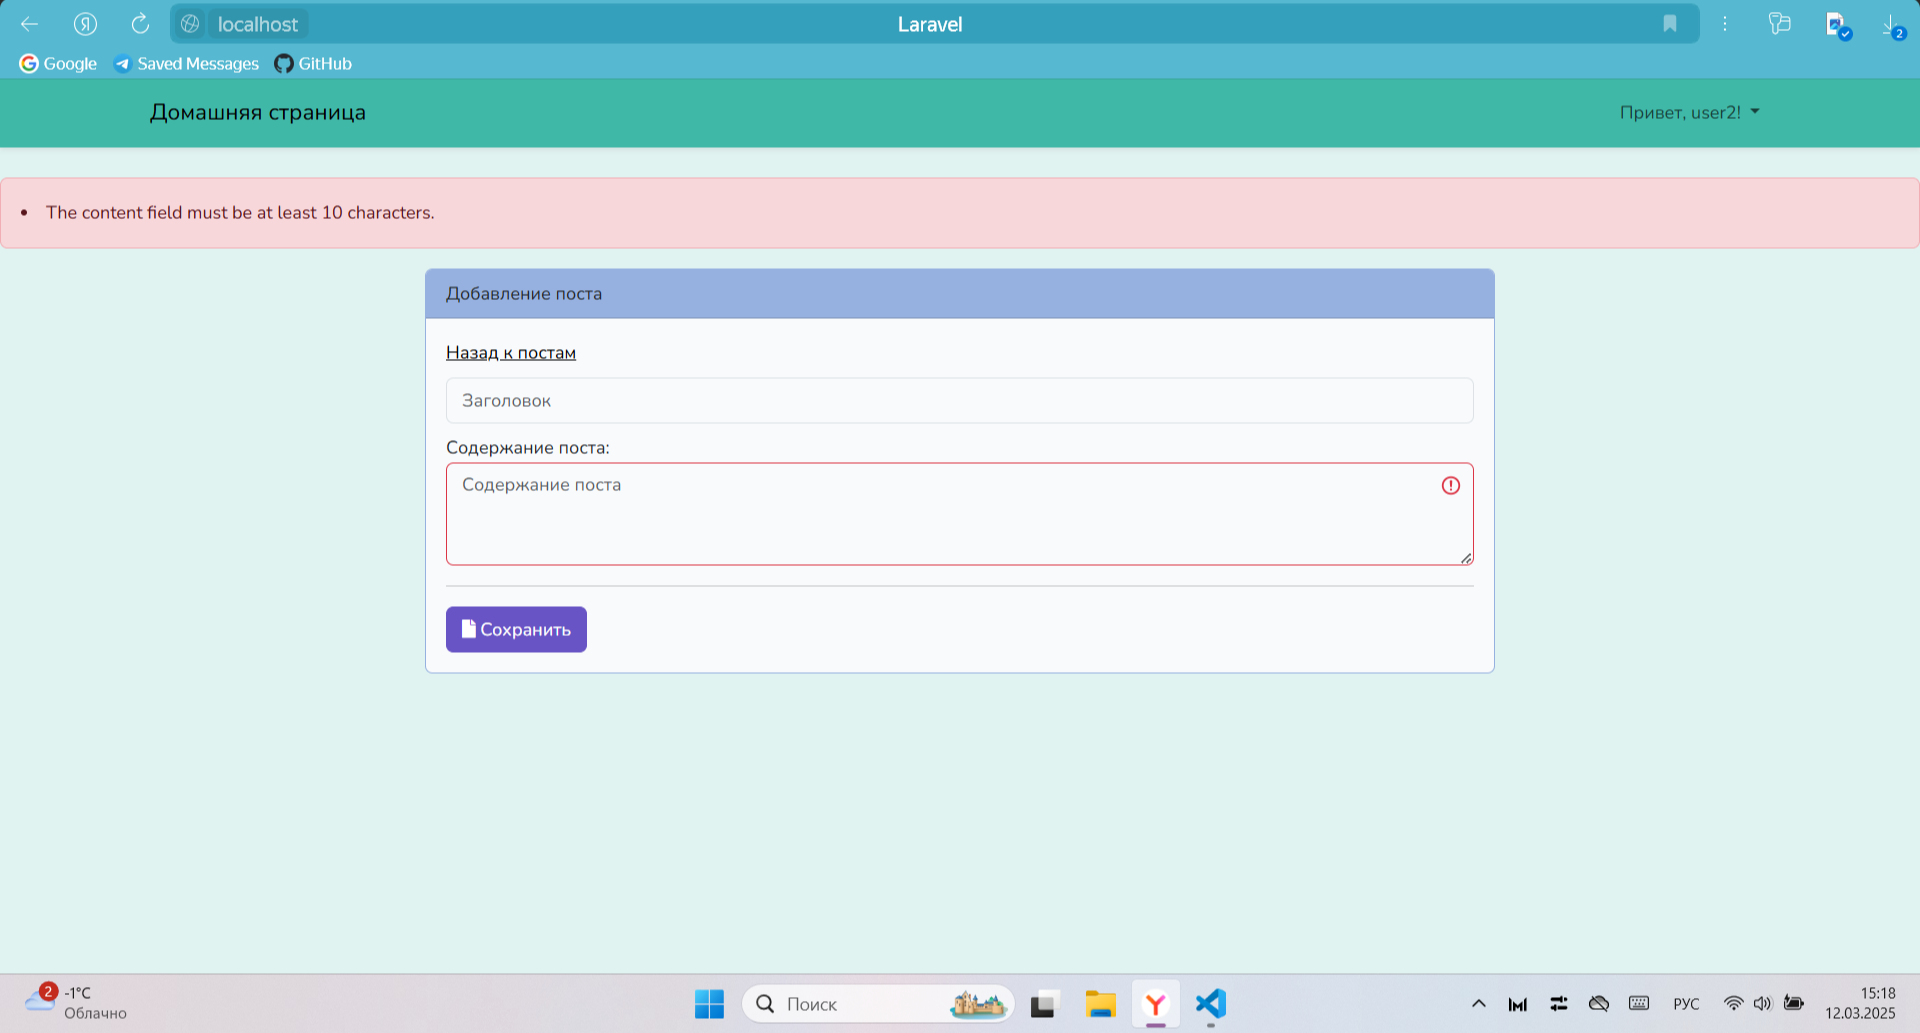 localhost
Laravel
2
Google
Saved Messages
GitHub
Домашняя страница
Привет, user2!
The content field must be at least 10 characters.
Добавление поста
Назад к постам
Заголовок
Содержание поста:
Содержание поста
Сохранить
2
-1°C
Облачно
Поиск
РУС
15:18
12.03.2025